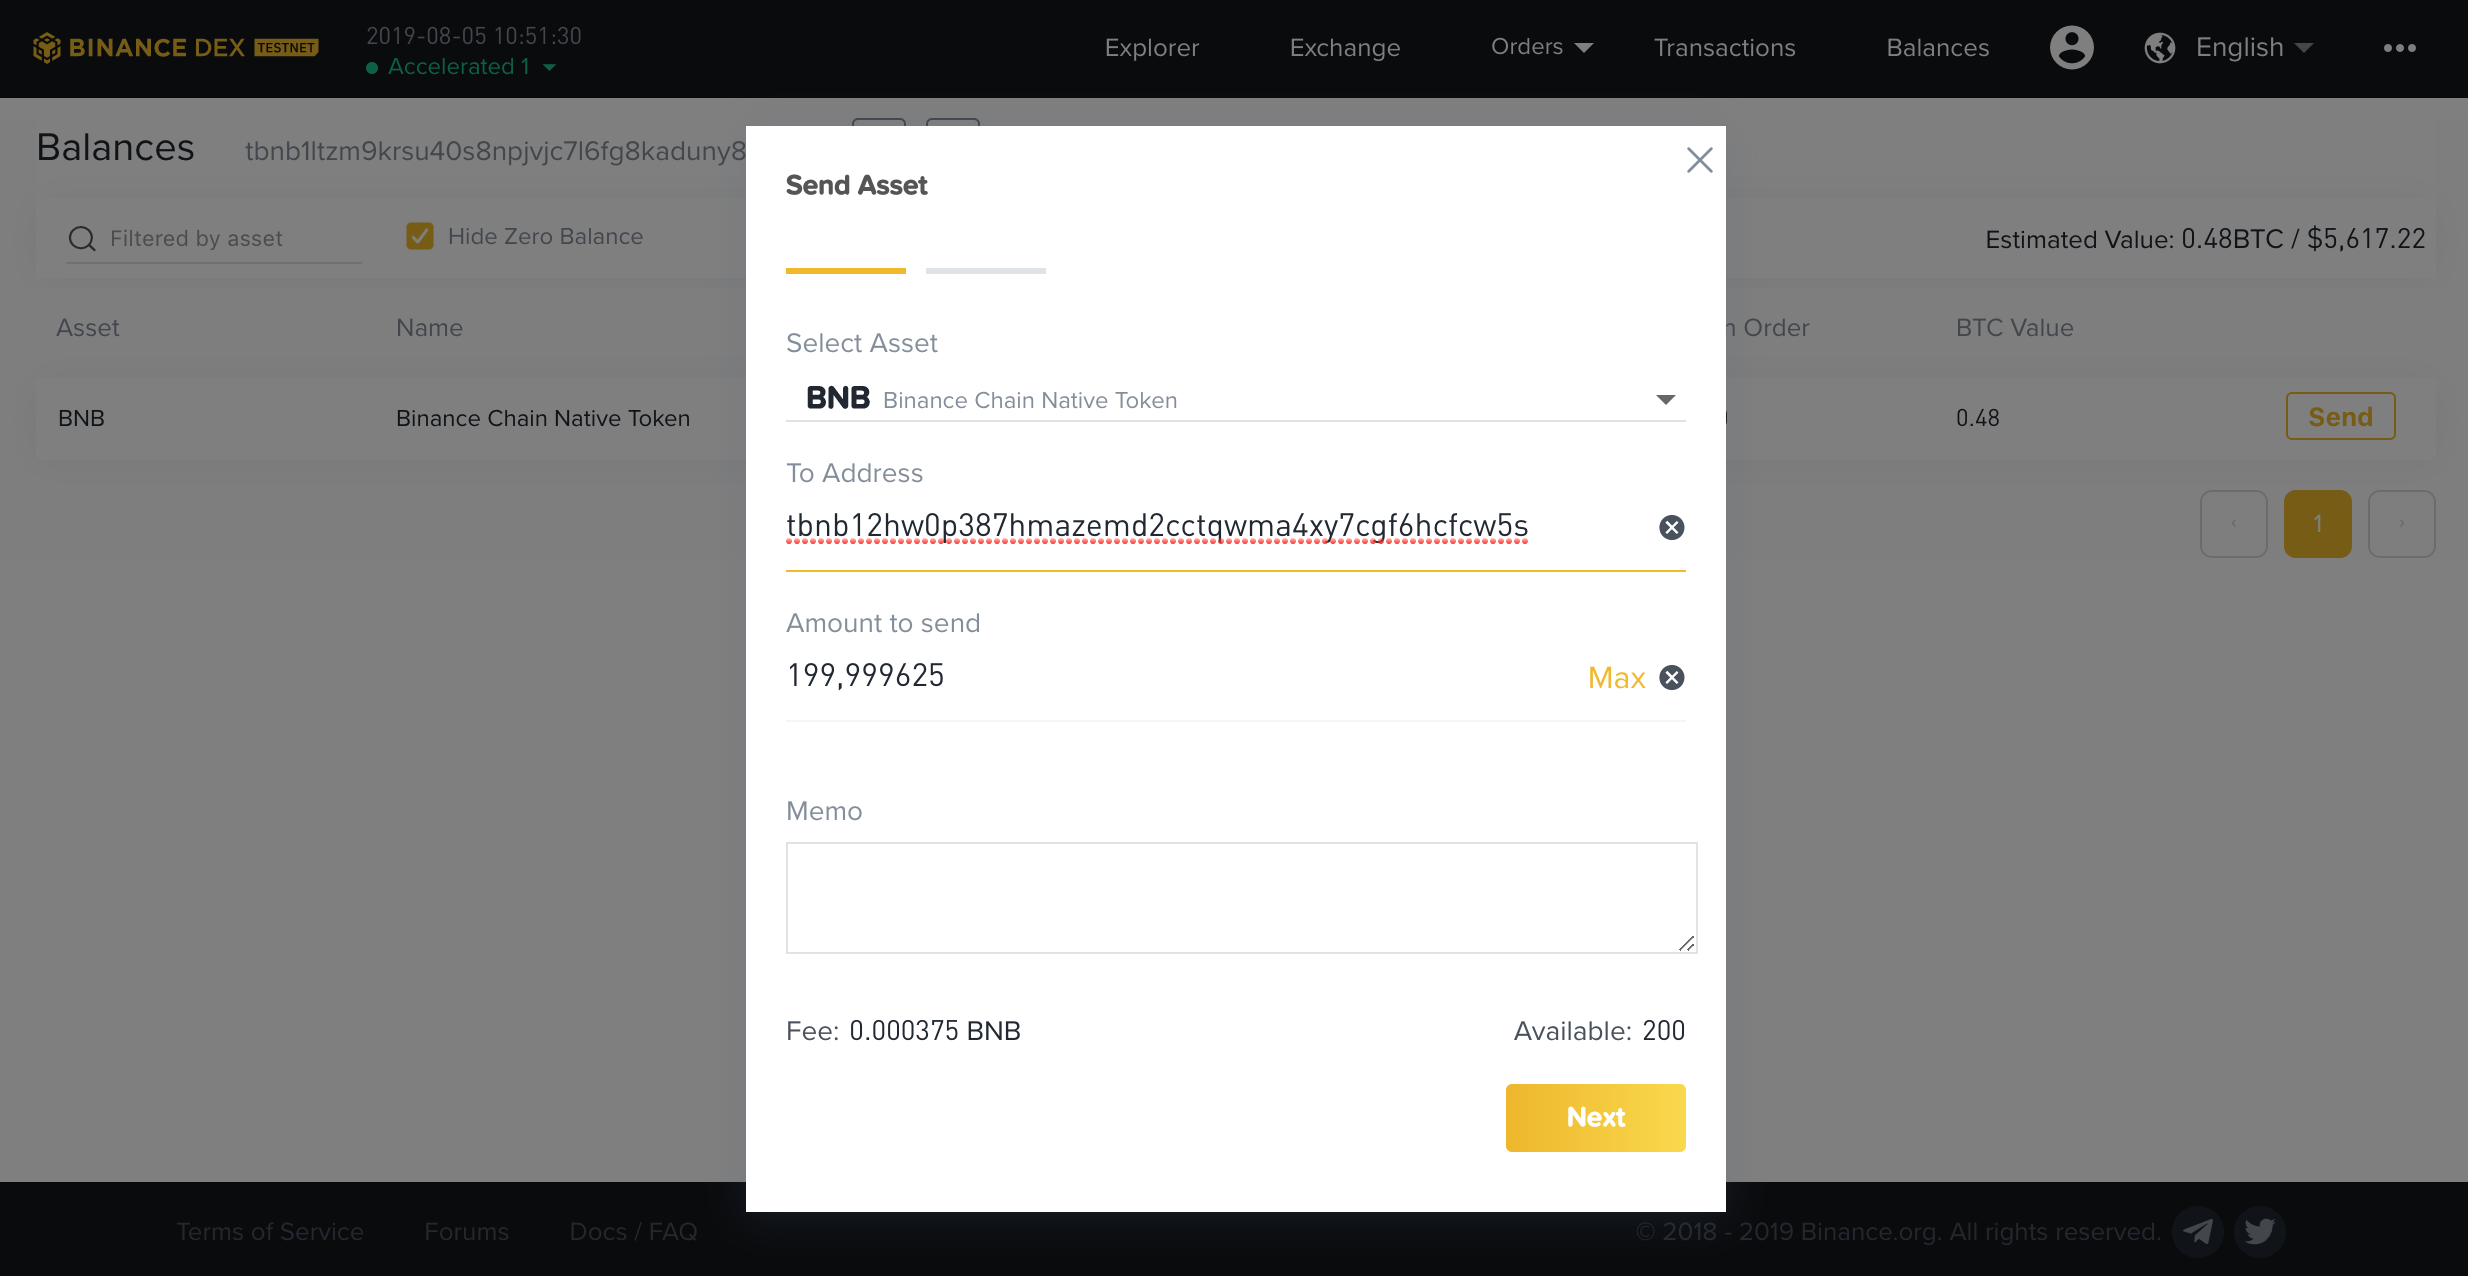 BINANCE DEX TESTNET
2019-08-05 10:51:30
Accelerated 1
Explorer
Exchange
Orders
Transactions
Balances
English
Balances
tbnb1ltzm9krsu40s8npjvjc7l6fg8kaduny8
Filtered by asset
Hide Zero Balance
Estimated Value: 0.48BTC / $5,617.22
Asset
Name
Order
BTC Value
BNB
Binance Chain Native Token
0.48
Send
1
Send Asset
Select Asset
BNB Binance Chain Native Token
To Address
tbnb12hw0p387hmazemd2cctqwma4xy7cgf6hcfcw5s
Amount to send
199,999625
Max
Memo
Fee: 0.000375 BNB
Available: 200
Next
Terms of Service
Forums
Docs / FAQ
© 2018 - 2019 Binance.org. All rights reserved.